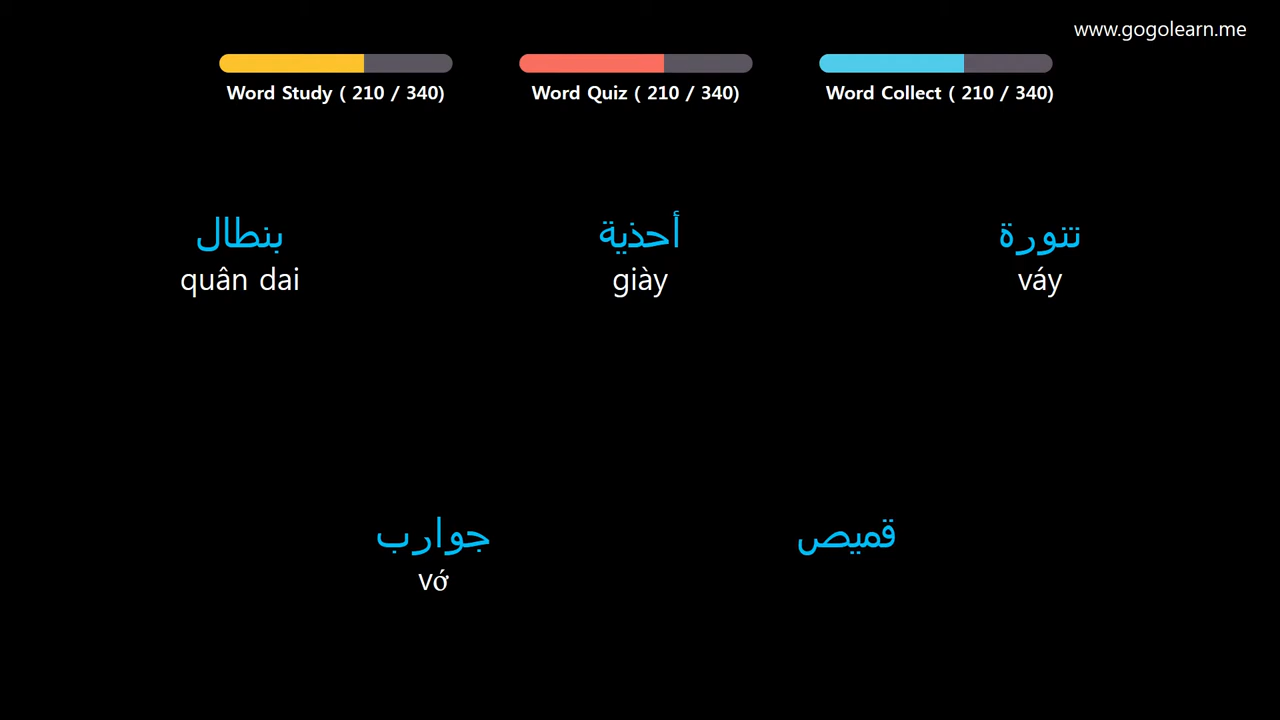 www.gogolearn.me
Word Study ( 210 / 340)
Word Quiz ( 210 / 340)
Word Collect ( 210 / 340)
بنطال
quân dai
أحذية
giày
تنورة
váy
جوارب
vớ
قميص